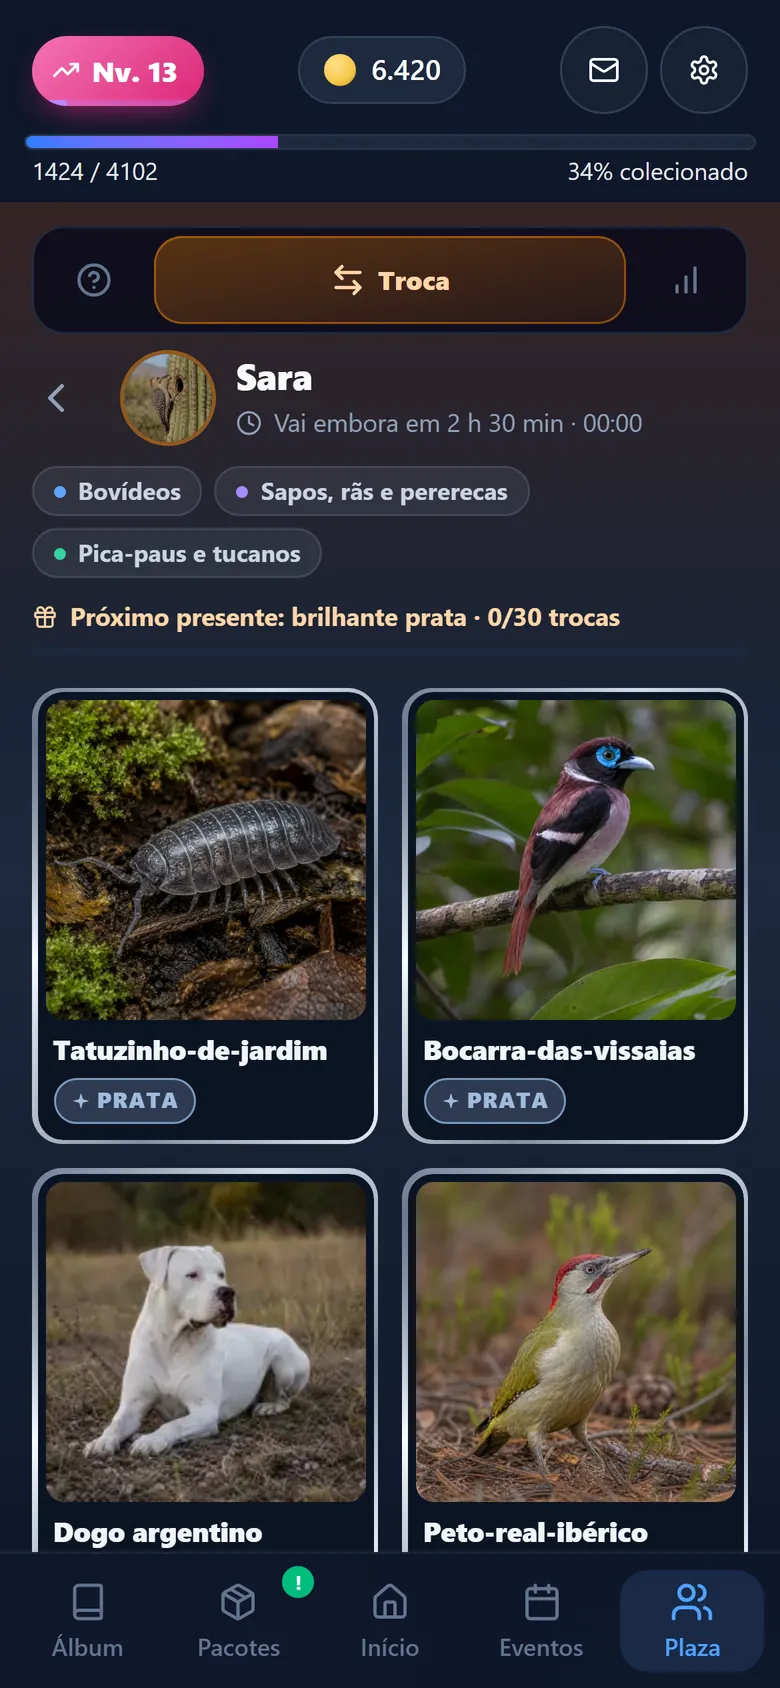 Nv. 13
6.420
1424 / 4102
34% colecionado
Troca
Sara
Vai embora em 2 h 30 min · 00:00
Bovídeos
Sapos, rãs e pererecas
Pica-paus e tucanos
Próximo presente: brilhante prata · 0/30 trocas
Tatuzinho-de-jardim
PRATA
Bocarra-das-vissaias
PRATA
Dogo argentino
Peto-real-ibérico
Álbum
Pacotes
!
Início
Eventos
Plaza